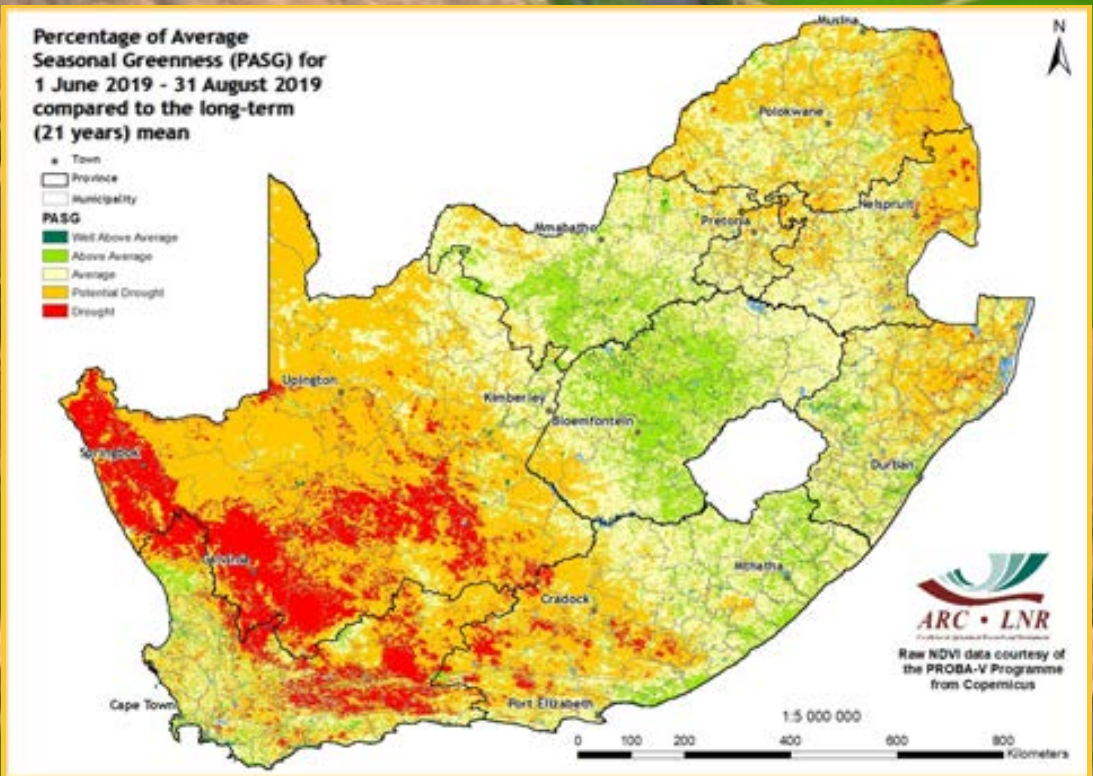 Percentage of Average
Seasonal Greenness (PASG) for
1 June 2019 - 31 August 2019
compared to the long-term
(21 years) mean
Town
Province
Municipality
PASG
Well Above Average
Above Average
Average
Potential Drought
Drought
N
Musina
Polokwane
Nelspruit
Pretoria
Mmabatho
Upington
Kimberley
Bloemfontein
Springbok
Durban
Mthatha
Cradock
Cape Town
Port Elizabeth
ARC • LNR
Raw NDVI data courtesy of
the PROBA-V Programme
from Copernicus
1:5 000 000
0 100 200 400 600 800
Kilometers